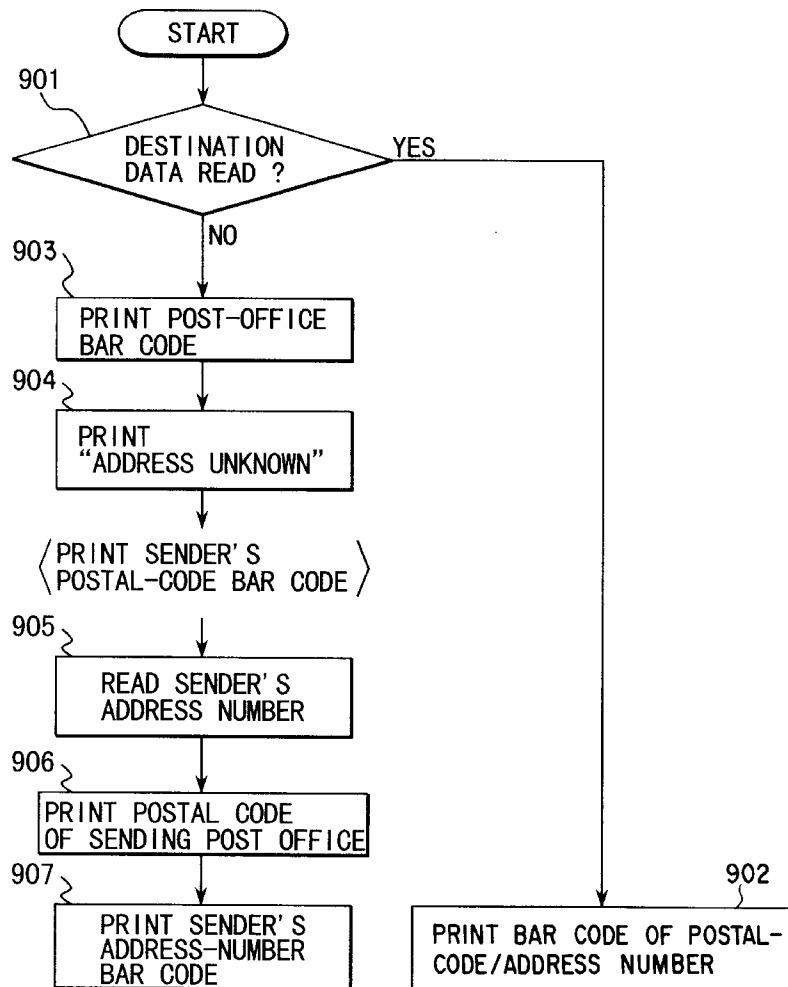 START
901
DESTINATION
DATA READ ?
YES
NO
903
PRINT POST-OFFICE
BAR CODE
904
PRINT
“ADDRESS UNKNOWN”
〈PRINT SENDER'S
POSTAL-CODE BAR CODE〉
905
READ SENDER'S
ADDRESS NUMBER
906
PRINT POSTAL CODE
OF SENDING POST OFFICE
907
PRINT SENDER'S
ADDRESS-NUMBER
BAR CODE
902
PRINT BAR CODE OF POSTAL-
CODE/ADDRESS NUMBER